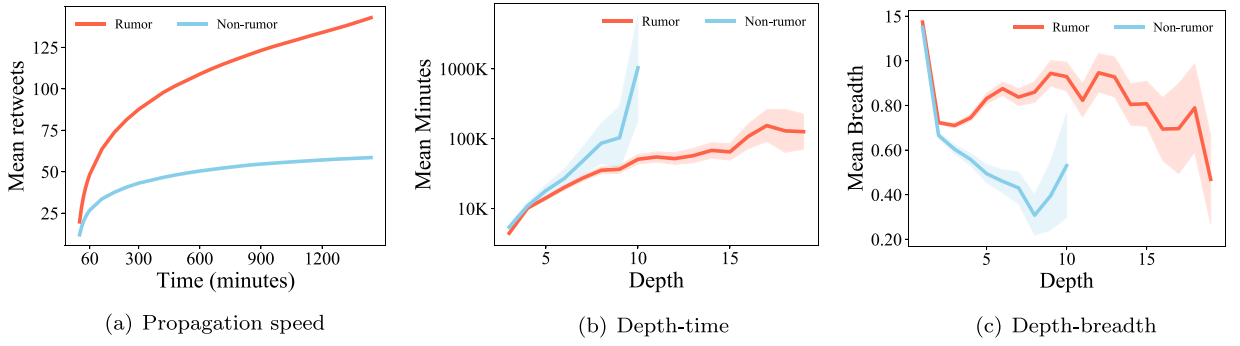 Rumor Non-rumor
Mean retweets
125
100
75
50
25
60 300 600 900 1200
Time (minutes)
(a) Propagation speed
Rumor Non-rumor
Mean Minutes
1000K
100K
10K
5 10 15
Depth
(b) Depth-time
Rumor Non-rumor
Mean Breadth
15
10
0.80
0.60
0.40
0.20
5 10 15
Depth
(c) Depth-breadth